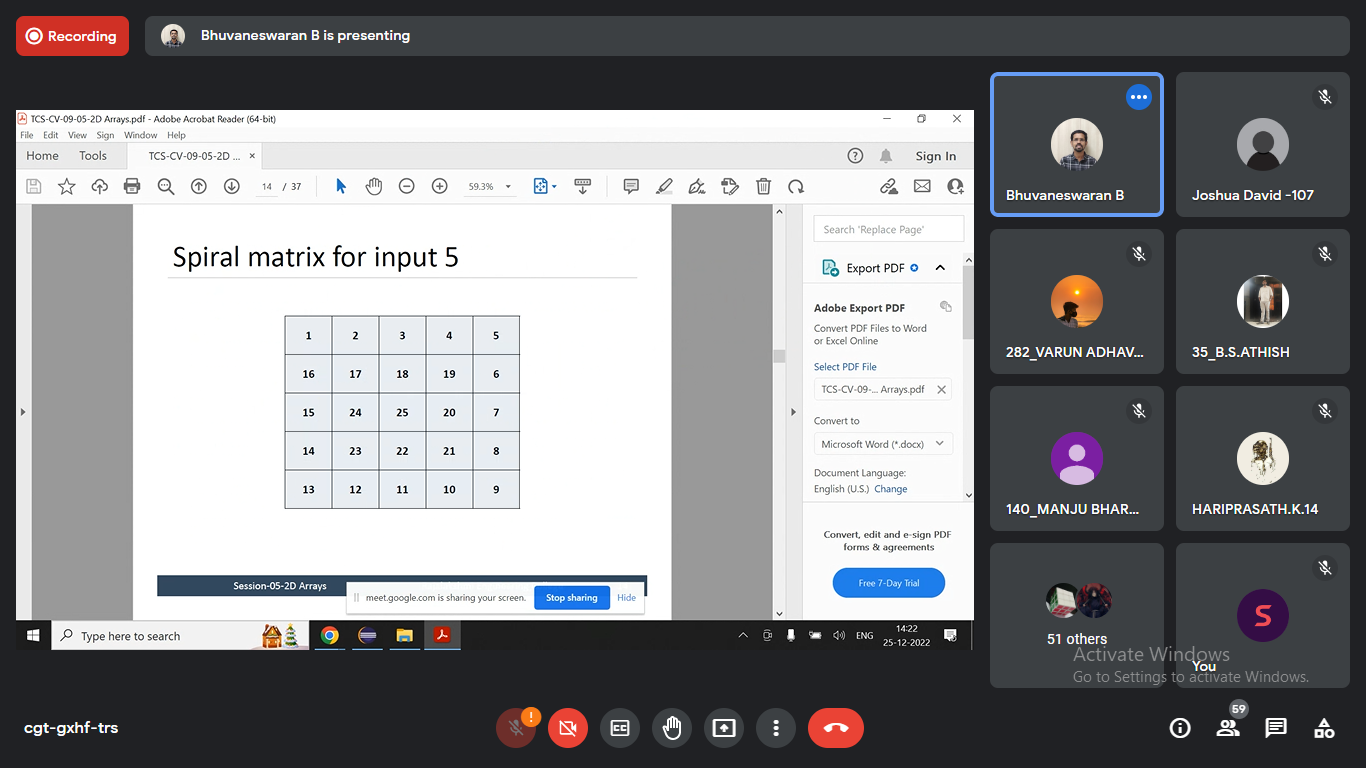 Recording
Bhuvaneswaran B is presenting
TCS-CV-09-05-2D Arrays.pdf - Adobe Acrobat Reader (64-bit)
File Edit View Sign Window Help
Home Tools TCS-CV-09-05-2D ... × Sign In
14 / 37 59.3%
Spiral matrix for input 5
1 2 3 4 5
16 17 18 19 6
15 24 25 20 7
14 23 22 21 8
13 12 11 10 9
Session-05-2D Arrays
meet.google.com is sharing your screen. Stop sharing Hide
Search 'Replace Page'
Export PDF
Adobe Export PDF
Convert PDF Files to Word
or Excel Online
Select PDF File
TCS-CV-09-... Arrays.pdf
Convert to
Microsoft Word (*.docx)
Document Language:
English (U.S.) Change
Convert, edit and e-sign PDF
forms & agreements
Free 7-Day Trial
Type here to search
ENG
14:22
25-12-2022
Bhuvaneswaran B
Joshua David -107
282_VARUN ADHAV...
35_B.S.ATHISH
140_MANJU BHAR...
HARIPRASATH.K.14
51 others
S
You
Activate Windows
Go to Settings to activate Windows.
cgt-gxhf-trs
59